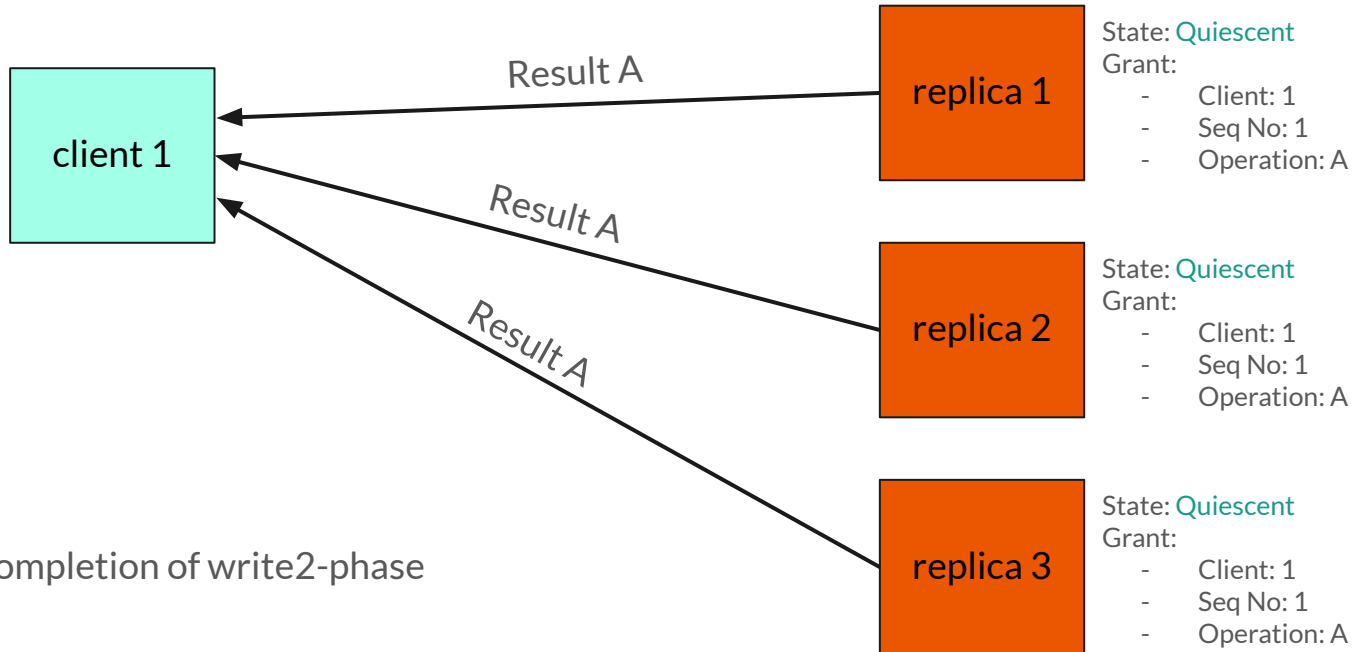 client 1
Result A
Result A
Result A
replica 1
State: Quiescent
Grant:
- Client: 1
- Seq No: 1
- Operation: A
replica 2
State: Quiescent
Grant:
- Client: 1
- Seq No: 1
- Operation: A
replica 3
State: Quiescent
Grant:
- Client: 1
- Seq No: 1
- Operation: A
ompletion of write2-phase